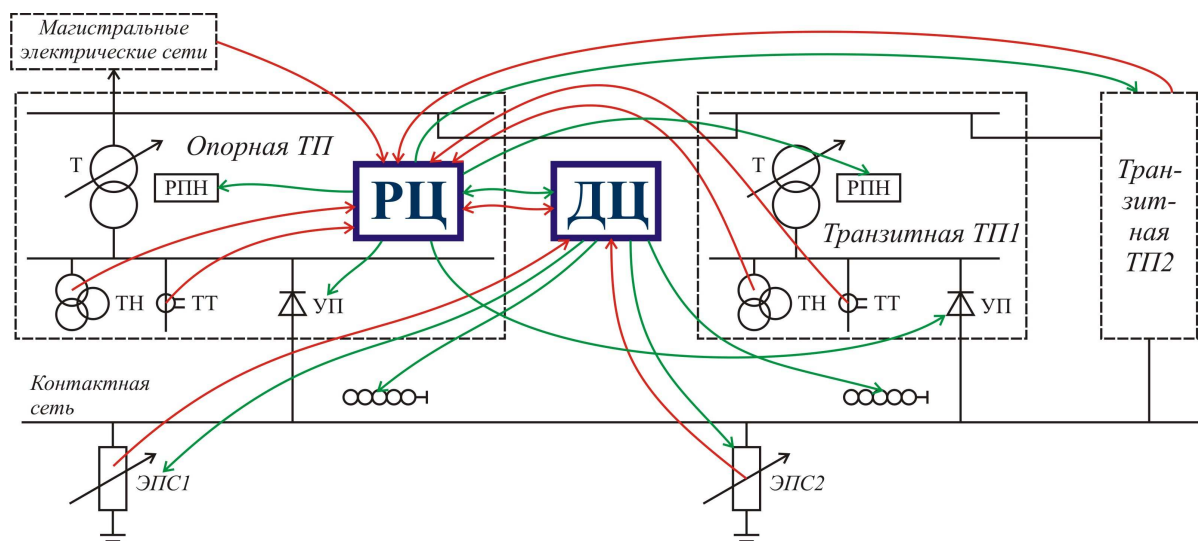 Магистральные
электрические сети
Опорная ТП
Т
РПН
РЦ
ДЦ
Т
РПН
Транзитная ТП1
Тран-
зит-
ная
ТП2
ТН
ТТ
УП
ТН
ТТ
УП
Контактная
сеть
ЭПС1
ЭПС2